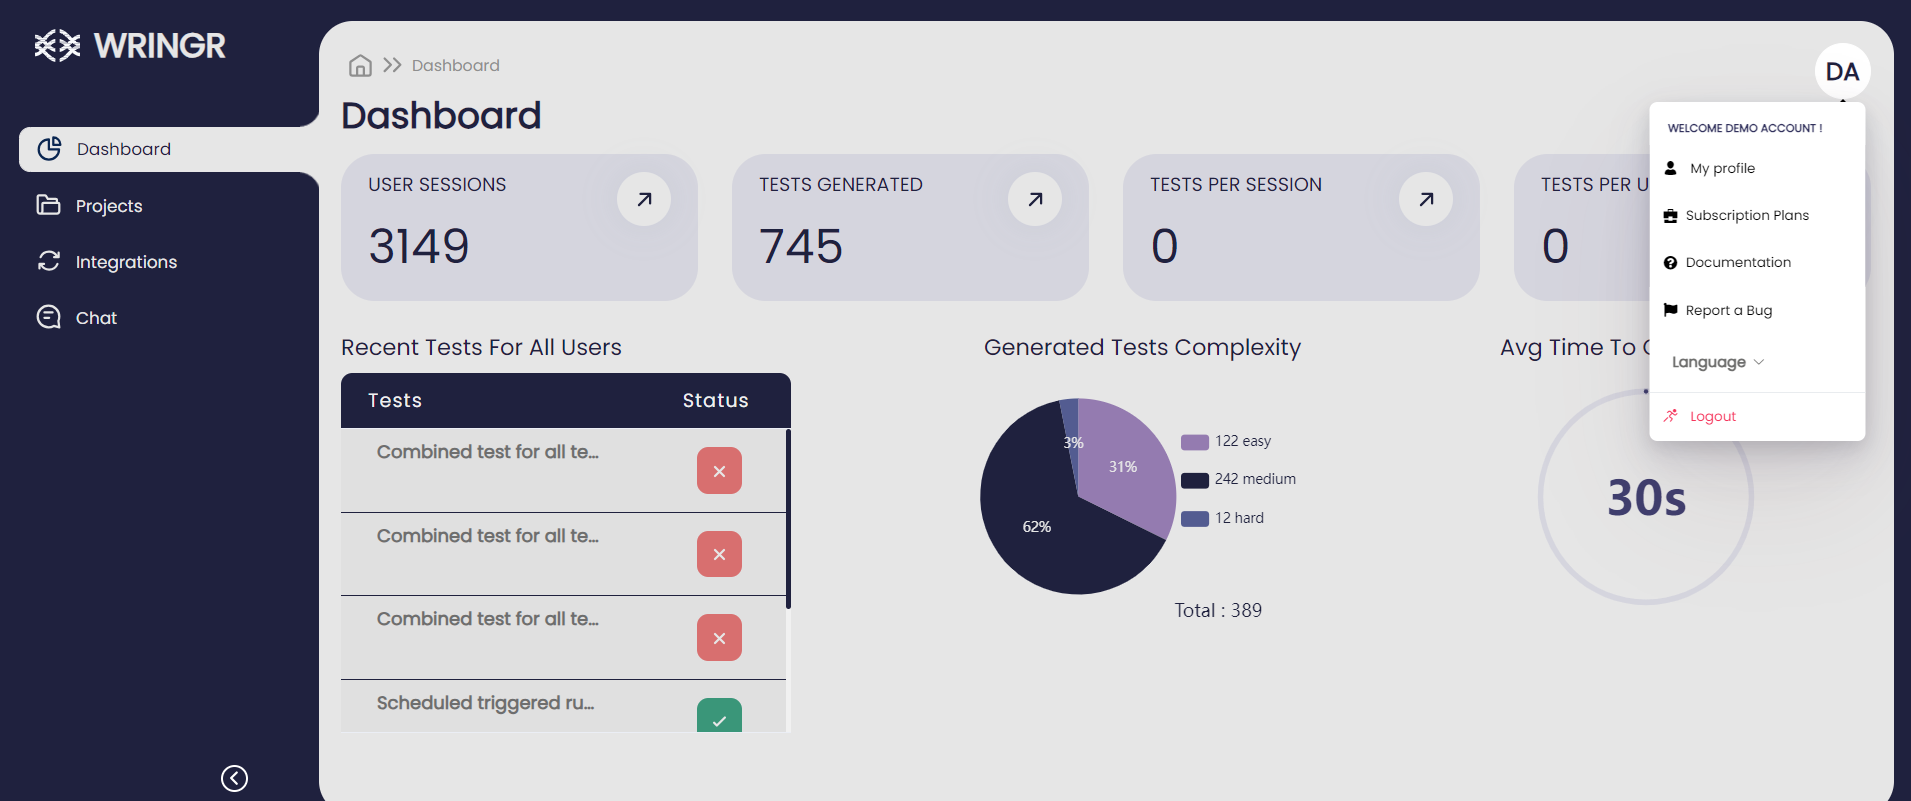 WRINGR
Dashboard
Projects
Integrations
Chat
Dashboard
Dashboard
DA
USER SESSIONS
3149
TESTS GENERATED
745
TESTS PER SESSION
0
TESTS PER U
0
WELCOME DEMO ACCOUNT !
My profile
Subscription Plans
Documentation
Report a Bug
Language
Logout
Recent Tests For All Users
Tests Status
Combined test for all te...
Combined test for all te...
Combined test for all te...
Scheduled triggered ru...
Generated Tests Complexity
3%
31%
62%
122 easy
242 medium
12 hard
Total : 389
Avg Time To
30s